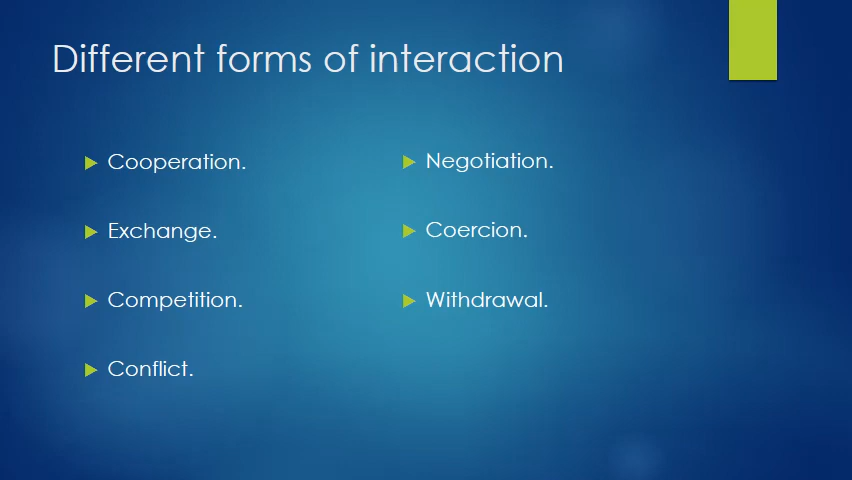 Different forms of interaction
Cooperation.
Exchange.
Competition.
Conflict.
Negotiation.
Coercion.
Withdrawal.